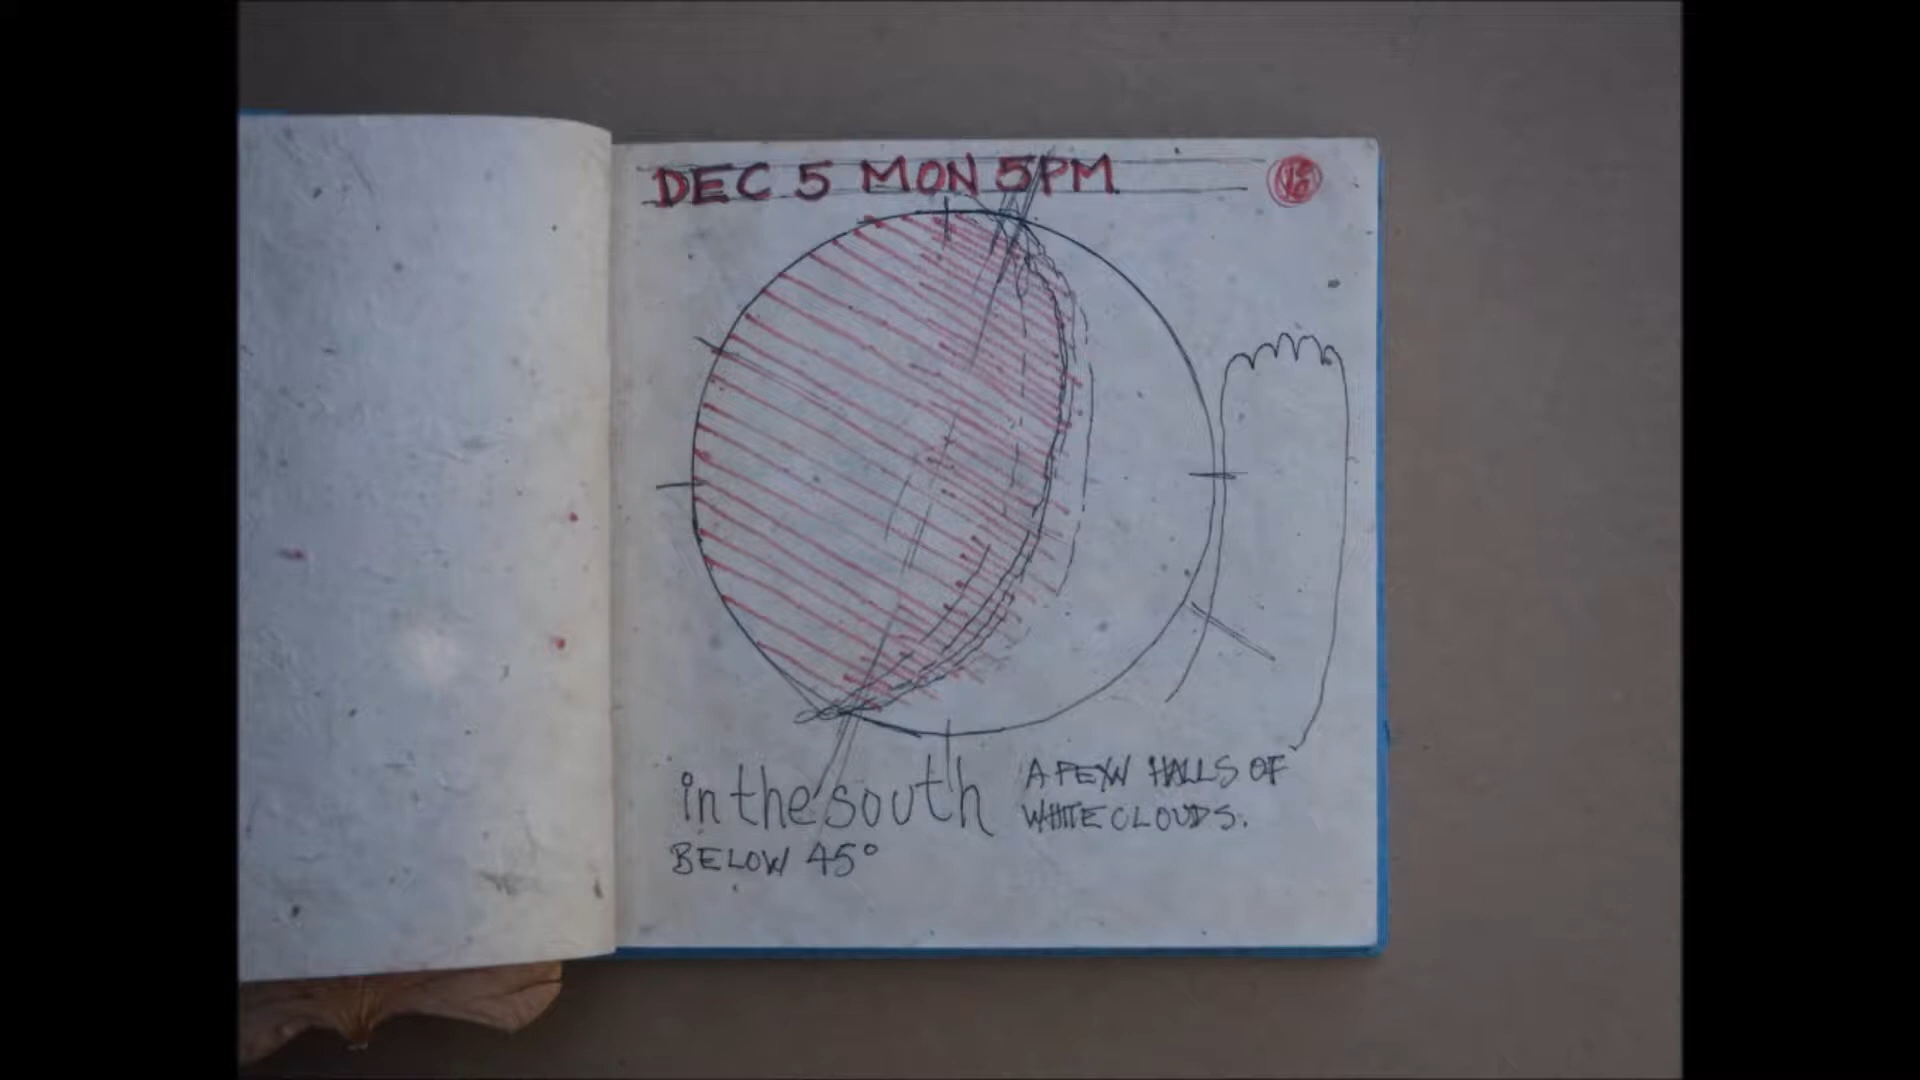 DEC 5 MON 5PM
in the south
BELOW 45°
A FEW HALLS OF
WHITE CLOUDS.